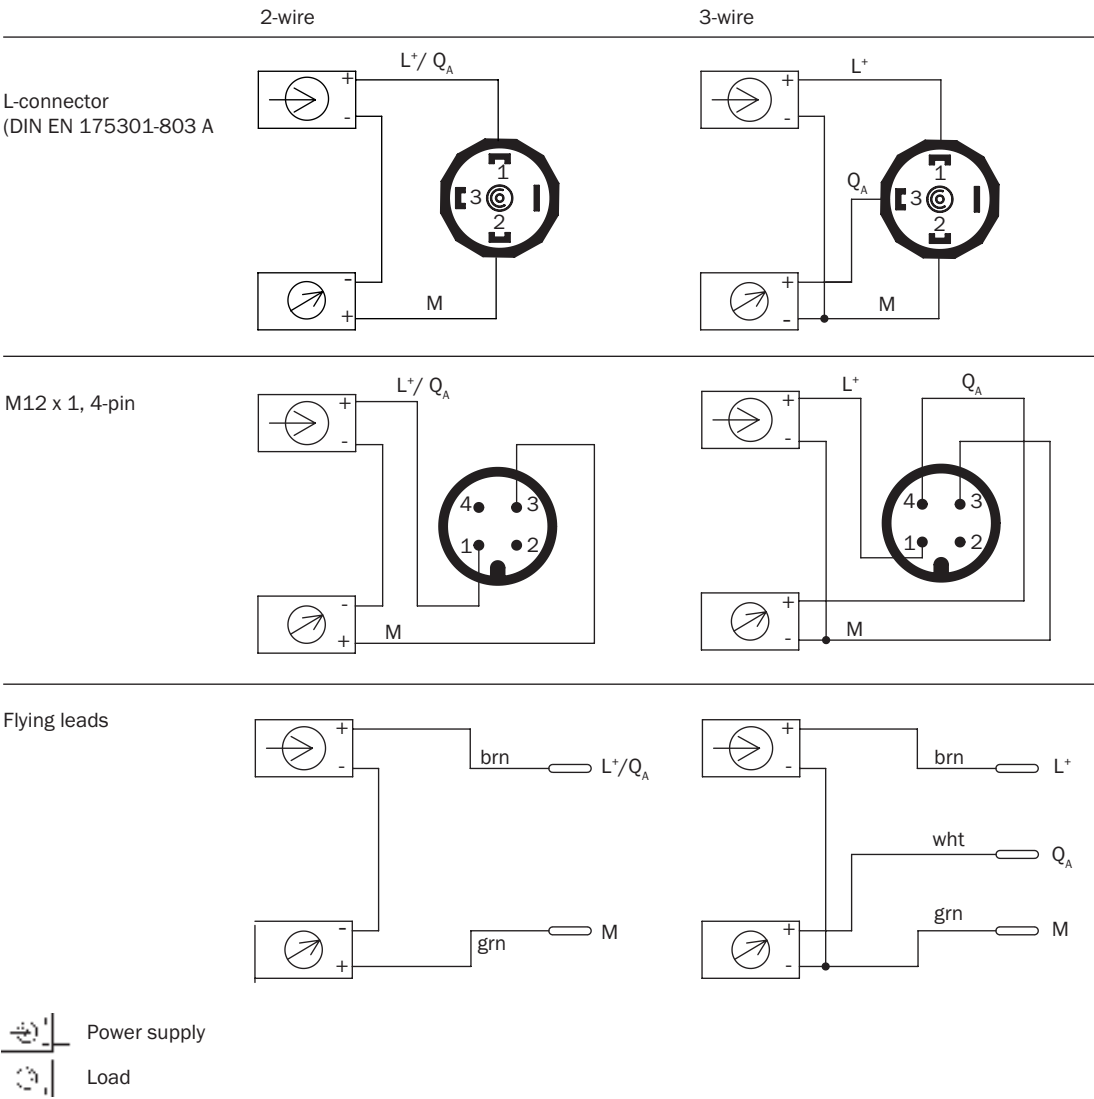 2-wire 3-wire
L-connector
(DIN EN 175301-803 A
L⁺/ Q_A
+
-
1
3
2
-
+
M
L⁺
+
-
Q_A
1
3
2
+
-
M
M12 x 1, 4-pin
L⁺/ Q_A
+
-
4 3
1 2
-
+
M
L⁺ Q_A
+
-
4 3
1 2
+
-
M
Flying leads
+
-
brn L⁺/Q_A
-
+
grn M
+
-
brn L⁺
wht Q_A
+
-
grn M
Power supply
Load